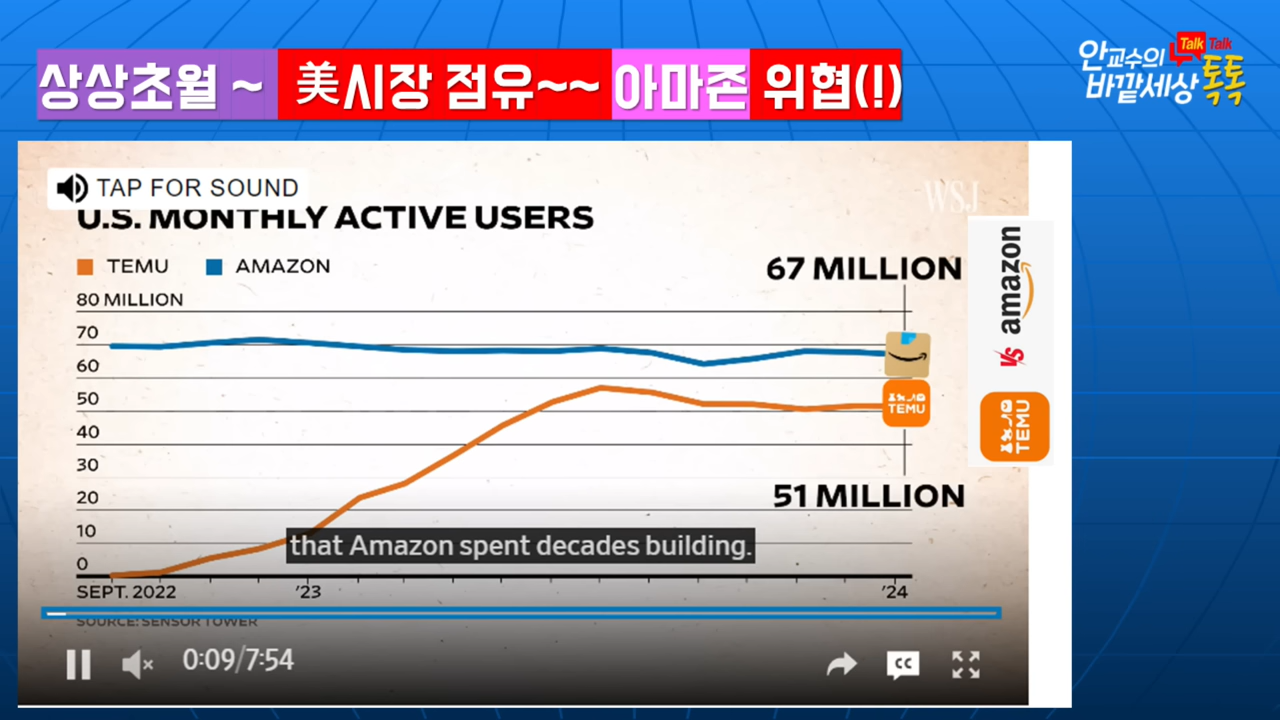 상상초월 ~ 美시장 점유~~ 아마존 위협(!)
안교수의 Talk Talk
바깥세상 톡톡
TAP FOR SOUND
WSJ
U.S. MONTHLY ACTIVE USERS
TEMU AMAZON
67 MILLION
80 MILLION
70
60
50
40
30
20
10
0
TEMU
51 MILLION
that Amazon spent decades building.
SEPT. 2022 '23 '24
SOURCE: SENSOR TOWER
0:09/7:54
CC
amazon
VS
TEMU